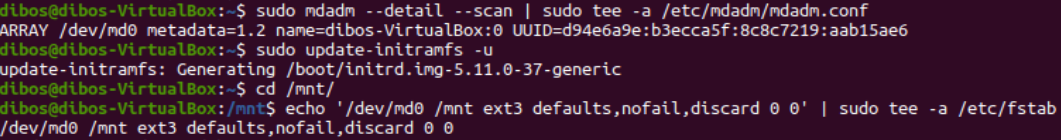 dibos@dibos-VirtualBox:~$ sudo mdadm --detail --scan | sudo tee -a /etc/mdadm/mdadm.conf
ARRAY /dev/md0 metadata=1.2 name=dibos-VirtualBox:0 UUID=d94e6a9e:b3ecca5f:8c8c7219:aab15ae6
dibos@dibos-VirtualBox:~$ sudo update-initramfs -u
update-initramfs: Generating /boot/initrd.img-5.11.0-37-generic
dibos@dibos-VirtualBox:~$ cd /mnt/
dibos@dibos-VirtualBox:/mnt$ echo '/dev/md0 /mnt ext3 defaults,nofail,discard 0 0' | sudo tee -a /etc/fstab
/dev/md0 /mnt ext3 defaults,nofail,discard 0 0